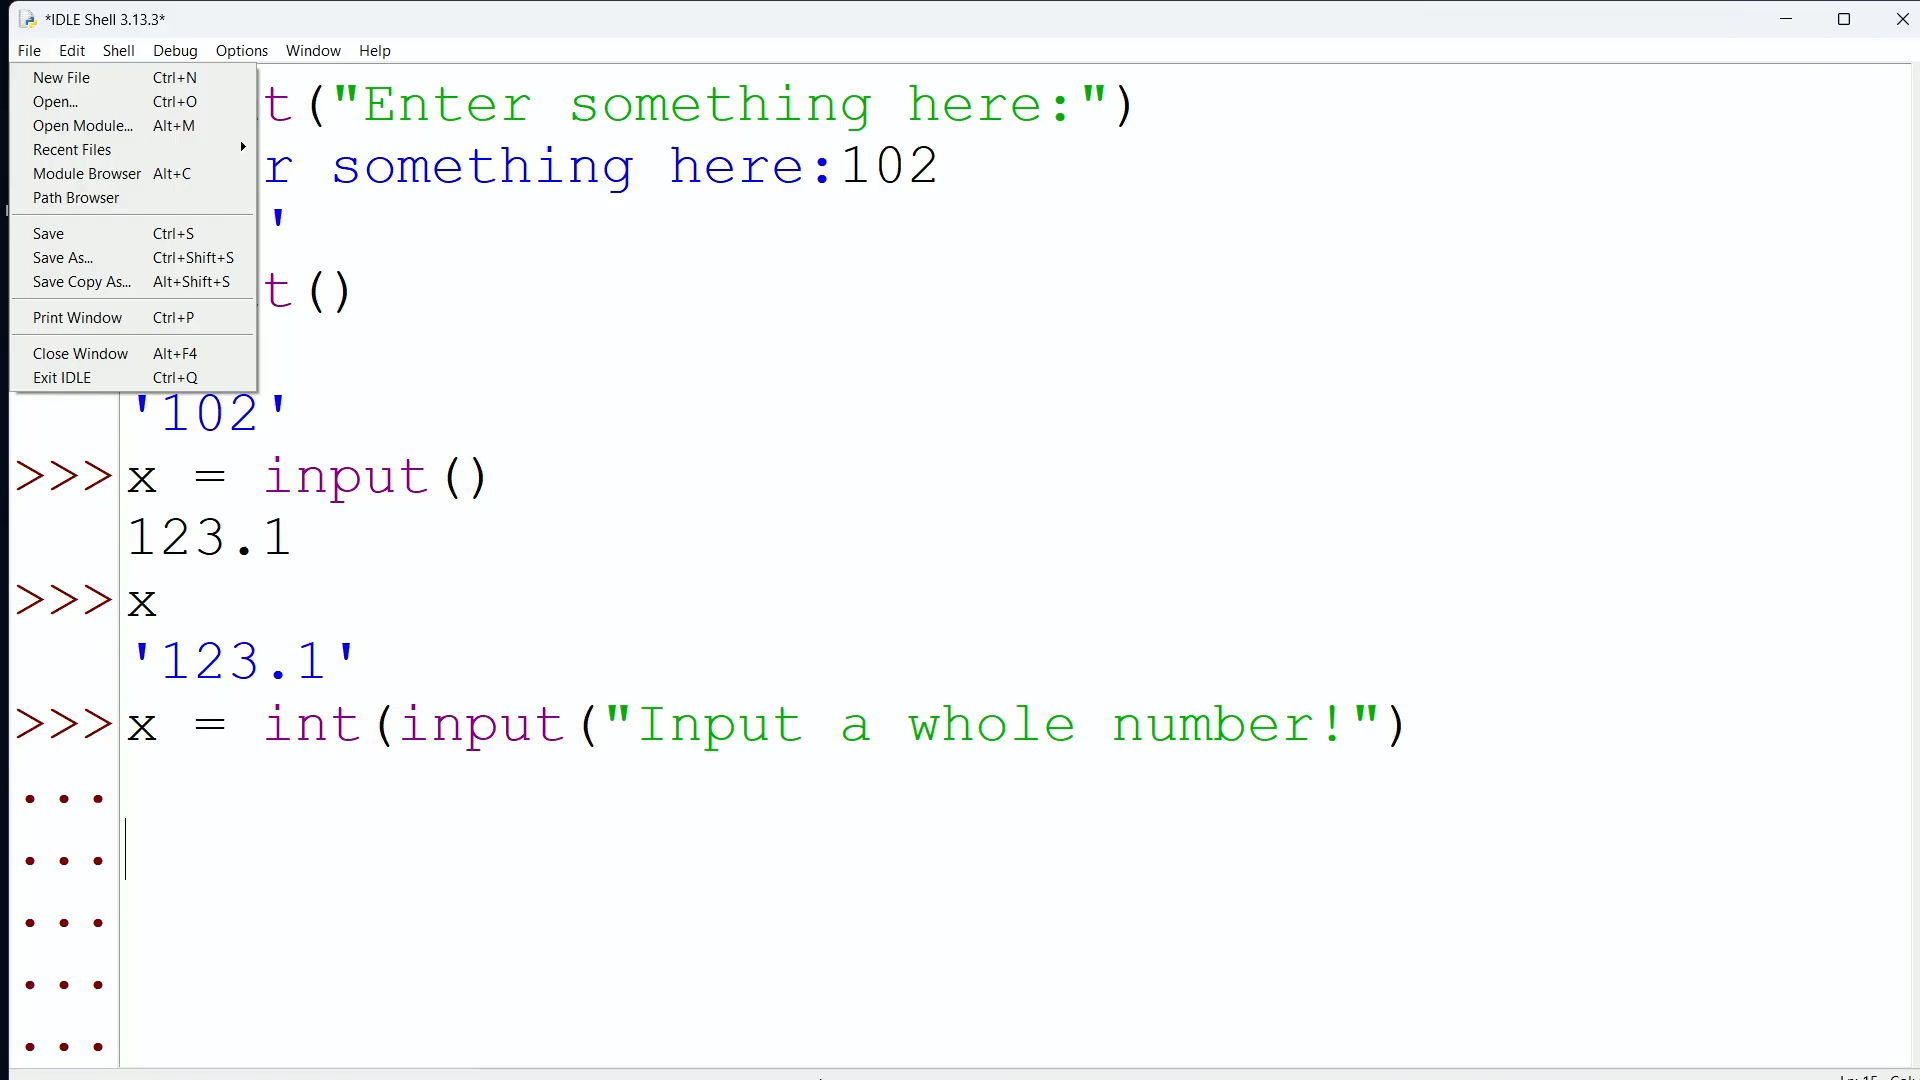 *IDLE Shell 3.13.3*
File Edit Shell Debug Options Window Help
New File Ctrl+N
Open... Ctrl+O
Open Module... Alt+M
Recent Files
Module Browser Alt+C
Path Browser
Save Ctrl+S
Save As... Ctrl+Shift+S
Save Copy As... Alt+Shift+S
Print Window Ctrl+P
Close Window Alt+F4
Exit IDLE Ctrl+Q
t("Enter something here:")
r something here:102
'
t()
'102'
>>> x = input()
123.1
>>> x
'123.1'
>>> x = int(input("Input a whole number!")
...
...
...
...
...